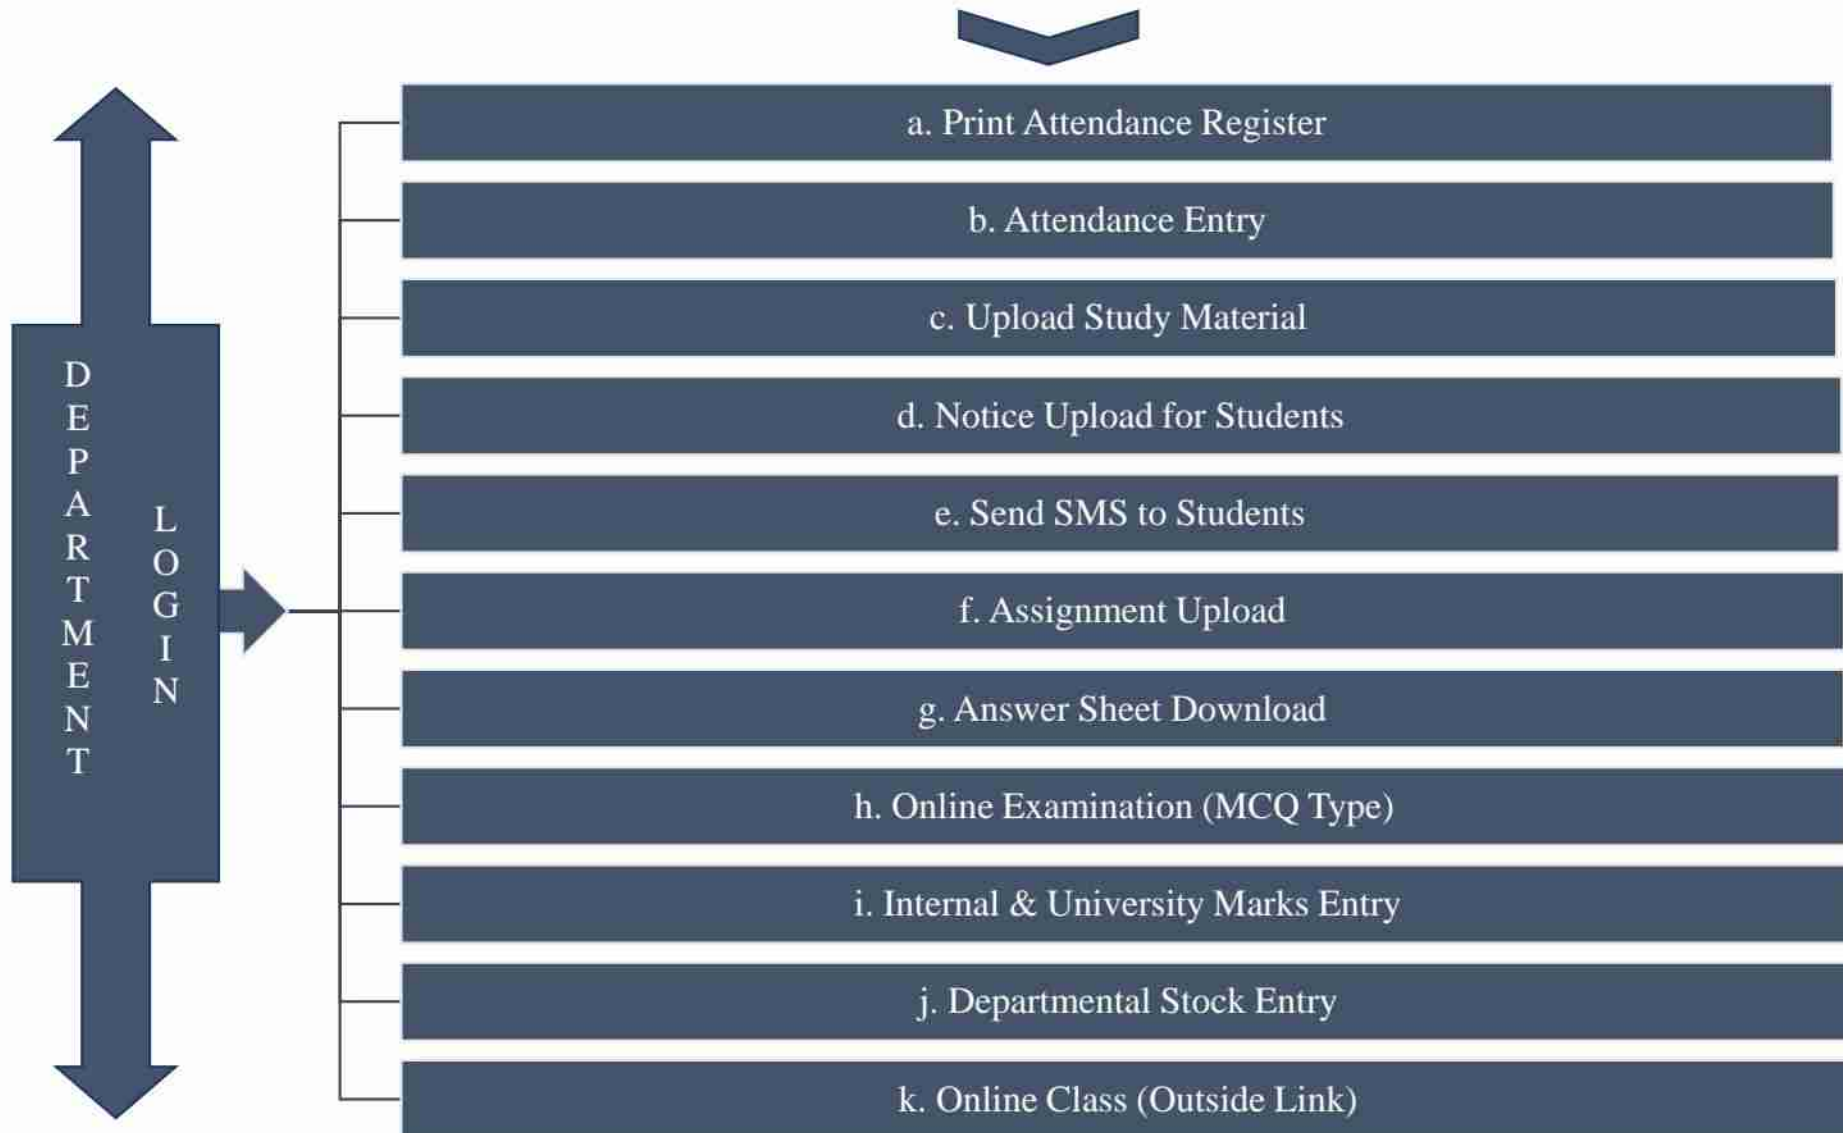 DEPARTMENT
LOGIN
a. Print Attendance Register
b. Attendance Entry
c. Upload Study Material
d. Notice Upload for Students
e. Send SMS to Students
f. Assignment Upload
g. Answer Sheet Download
h. Online Examination (MCQ Type)
i. Internal & University Marks Entry
j. Departmental Stock Entry
k. Online Class (Outside Link)